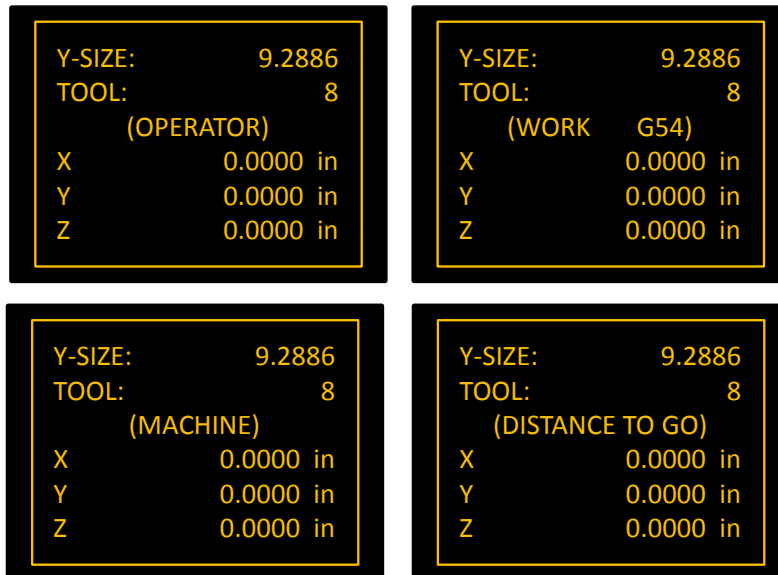 Y-SIZE: 9.2886
TOOL: 8
(OPERATOR)
X 0.0000 in
Y 0.0000 in
Z 0.0000 in
Y-SIZE: 9.2886
TOOL: 8
(WORK G54)
X 0.0000 in
Y 0.0000 in
Z 0.0000 in
Y-SIZE: 9.2886
TOOL: 8
(MACHINE)
X 0.0000 in
Y 0.0000 in
Z 0.0000 in
Y-SIZE: 9.2886
TOOL: 8
(DISTANCE TO GO)
X 0.0000 in
Y 0.0000 in
Z 0.0000 in